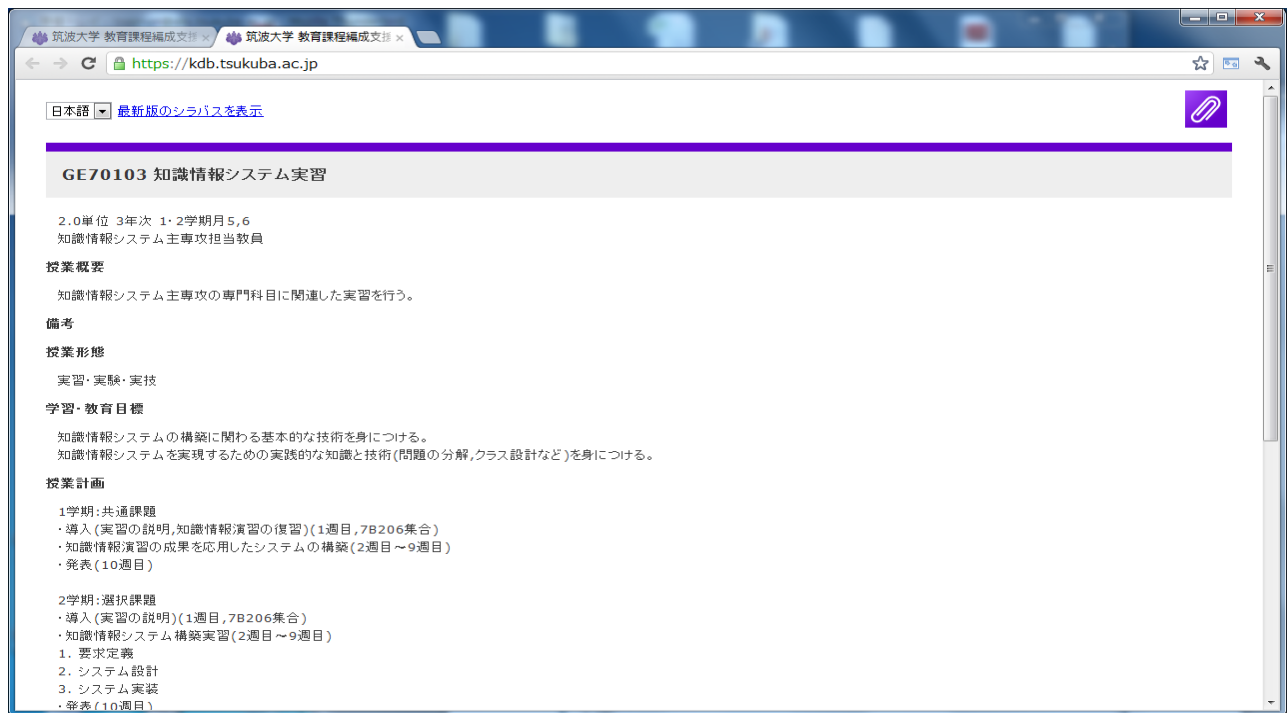 筑波大学 教育課程編成支援
筑波大学 教育課程編成支援
https://kdb.tsukuba.ac.jp
日本語 最新版のシラバスを表示
GE70103 知識情報システム実習
2.0単位 3年次 1・2学期月5,6
知識情報システム主専攻担当教員
授業概要
知識情報システム主専攻の専門科目に関連した実習を行う。
備考
授業形態
実習・実験・実技
学習・教育目標
知識情報システムの構築に関わる基本的な技術を身につける。
知識情報システムを実現するための実践的な知識と技術(問題の分解,クラス設計など)を身につける。
授業計画
1学期:共通課題
・導入(実習の説明,知識情報演習の復習)(1週目,7B206集合)
・知識情報演習の成果を応用したシステムの構築(2週目~9週目)
・発表(10週目)
2学期:選択課題
・導入(実習の説明)(1週目,7B206集合)
・知識情報システム構築実習(2週目~9週目)
1. 要求定義
2. システム設計
3. システム実装
・発表(10週目)